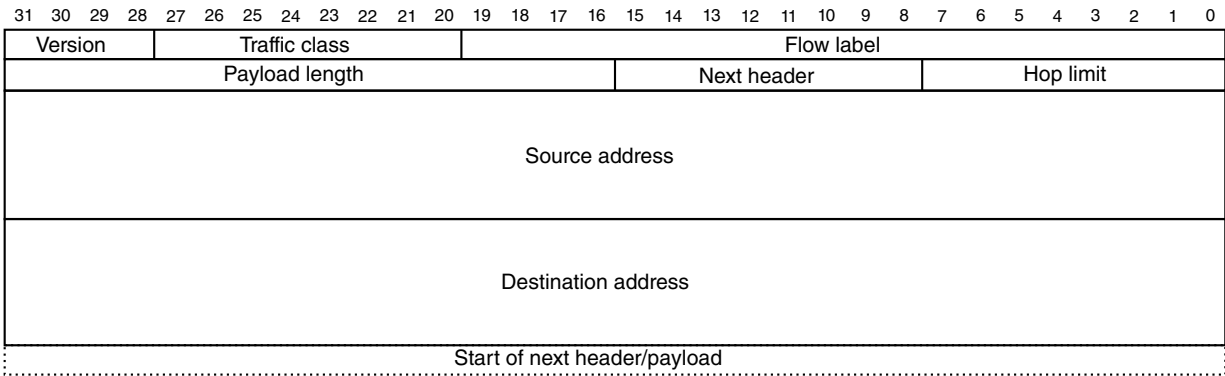 31 30 29 28 27 26 25 24 23 22 21 20 19 18 17 16 15 14 13 12 11 10 9 8 7 6 5 4 3 2 1 0
Version Traffic class Flow label
Payload length Next header Hop limit
Source address
Destination address
Start of next header/payload